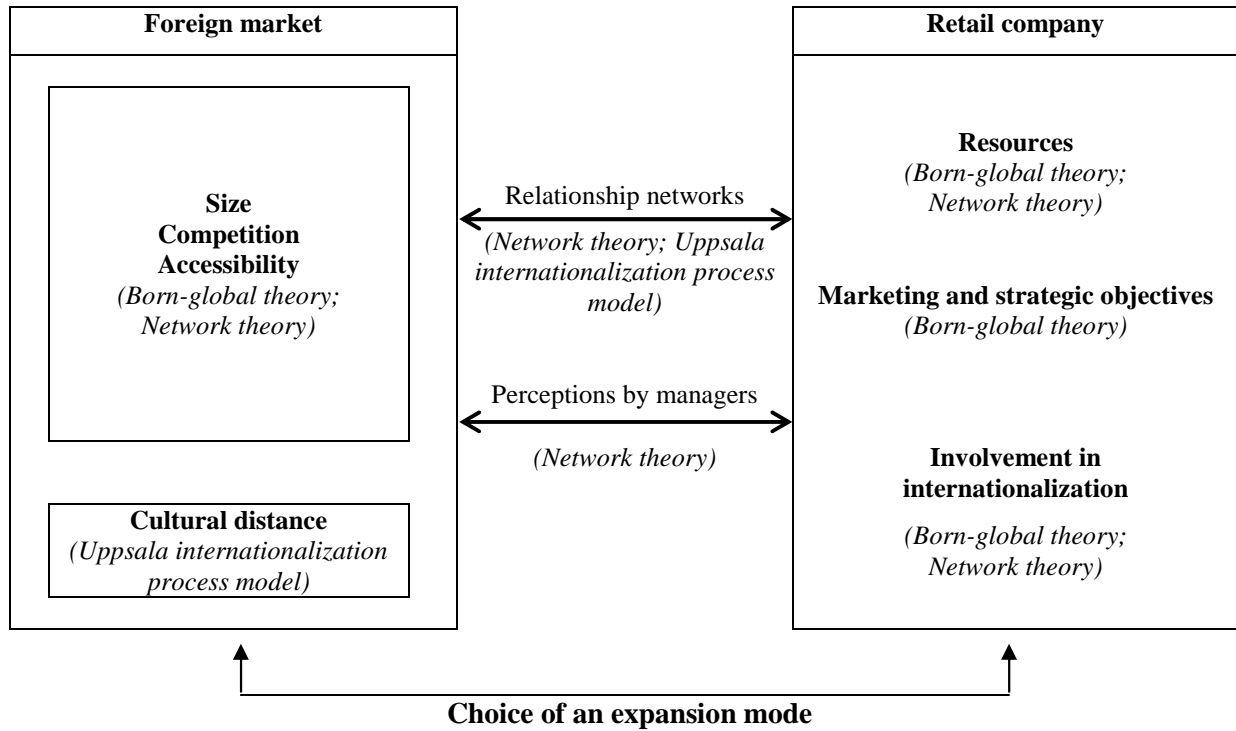 Foreign market
Size
Competition
Accessibility
(Born-global theory;
Network theory)
Cultural distance
(Uppsala internationalization
process model)
Relationship networks
(Network theory; Uppsala
internationalization process
model)
Perceptions by managers
(Network theory)
Retail company
Resources
(Born-global theory;
Network theory)
Marketing and strategic objectives
(Born-global theory)
Involvement in
internationalization
(Born-global theory;
Network theory)
Choice of an expansion mode